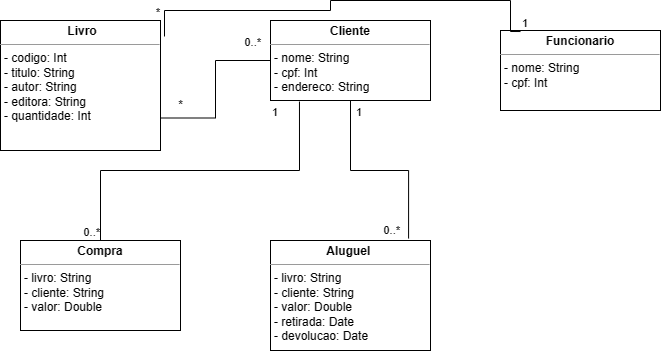 *
1
Livro
- codigo: Int
- titulo: String
- autor: String
- editora: String
- quantidade: Int
*
0..*
Cliente
- nome: String
- cpf: Int
- endereco: String
Funcionario
- nome: String
- cpf: Int
1
1
0..*
0..*
Compra
- livro: String
- cliente: String
- valor: Double
Aluguel
- livro: String
- cliente: String
- valor: Double
- retirada: Date
- devolucao: Date